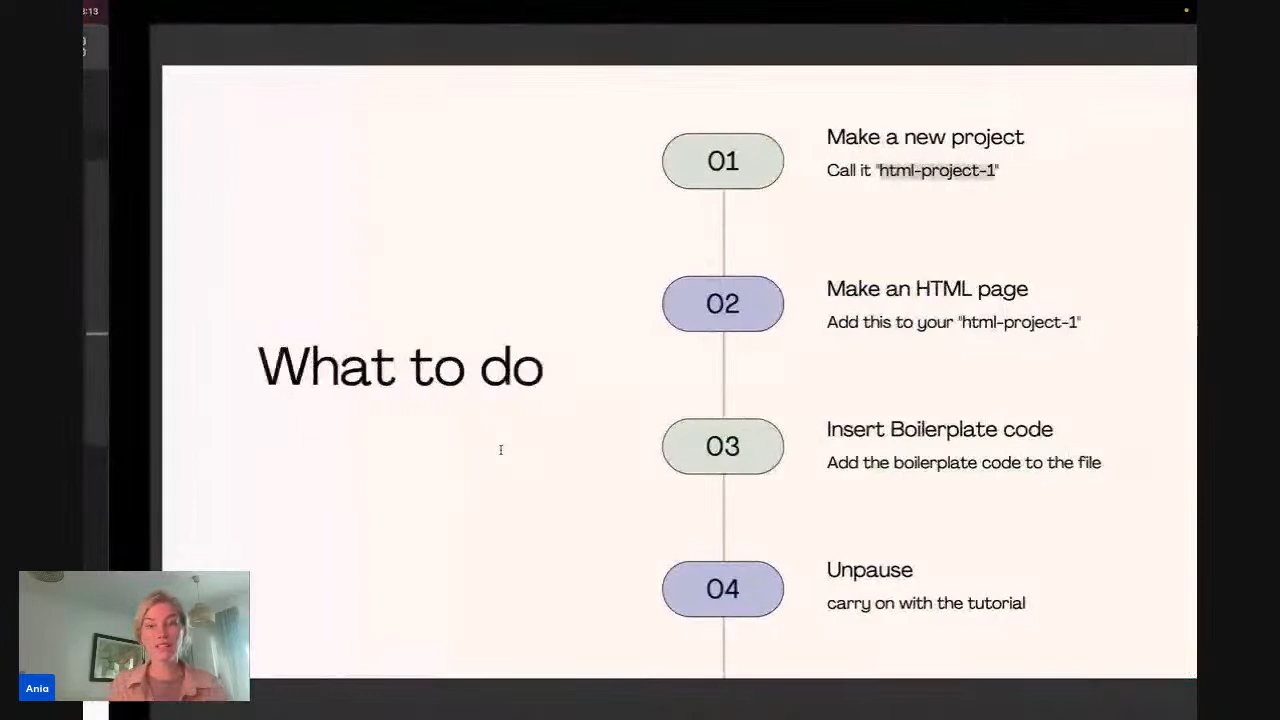 :13
What to do
01
Make a new project
Call it "html-project-1"
02
Make an HTML page
Add this to your "html-project-1"
03
Insert Boilerplate code
Add the boilerplate code to the file
04
Unpause
carry on with the tutorial
Ania